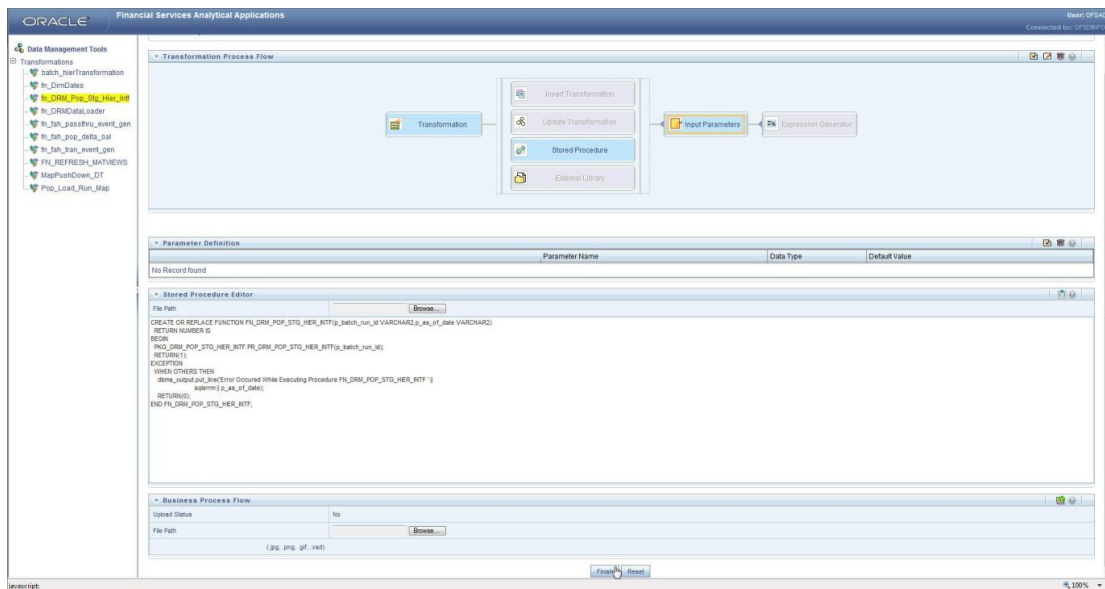 ORACLE
Financial Services Analytical Applications
User: OFSAD
Connected to: OFSDINFO
Data Management Tools
Transformations
batch_hierTransformation
fn_DimDates
fn_DRM_Pop_Stg_Hier_Intf
fn_DRMDataLoader
fn_fah_passthru_event_gen
fn_fah_pop_delta_bal
fn_fah_tran_event_gen
FN_REFRESH_MATVIEWS
MapPushDown_DT
Pop_Load_Run_Map
Transformation Process Flow
Insert Transformation
Transformation
Update Transformation
Input Parameters
Expression Generator
Stored Procedure
External Library
Parameter Definition
Parameter Name Data Type Default Value
No Record found
Stored Procedure Editor
File Path Browse...
CREATE OR REPLACE FUNCTION FN_DRM_POP_STG_HIER_INTF(p_batch_run_id VARCHAR2,p_as_of_date VARCHAR2)
RETURN NUMBER IS
BEGIN
PKG_DRM_POP_STG_HIER_INTF.PR_DRM_POP_STG_HIER_INTF(p_batch_run_id);
RETURN(1);
EXCEPTION
WHEN OTHERS THEN
dbms_output.put_line('Error Occured While Executing Procedure FN_DRM_POP_STG_HIER_INTF ' ||
sqlerrm || p_as_of_date);
RETURN(0);
END FN_DRM_POP_STG_HIER_INTF;
Business Process Flow
Upload Status No
File Path Browse...
(.jpg, .png, .gif, .vsd)
Finish Reset
javascript:
100%